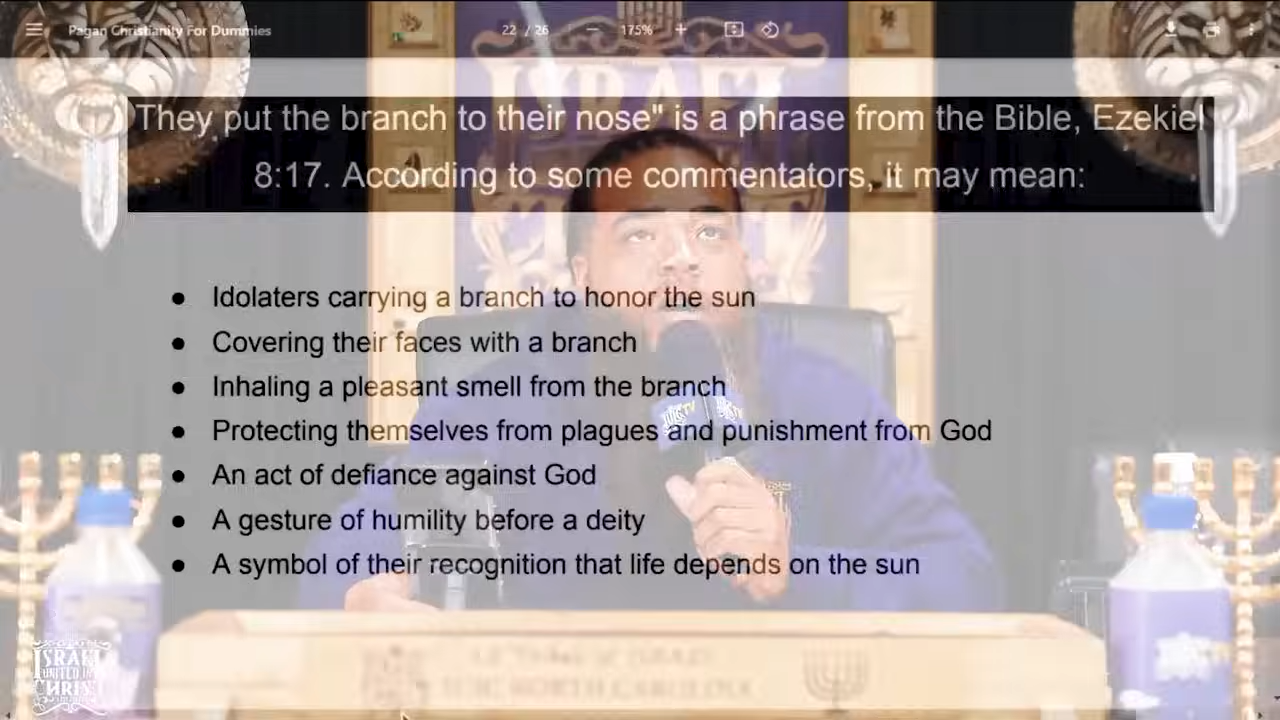 Pagan Christianity For Dummies
22 / 26
175%
ISRAEL
They put the branch to their nose" is a phrase from the Bible, Ezekiel
8:17. According to some commentators, it may mean:
● Idolaters carrying a branch to honor the sun
● Covering their faces with a branch
● Inhaling a pleasant smell from the branch
● Protecting themselves from plagues and punishment from God
● An act of defiance against God
● A gesture of humility before a deity
● A symbol of their recognition that life depends on the sun
ISRAEL
UNITED IN
CHRIST